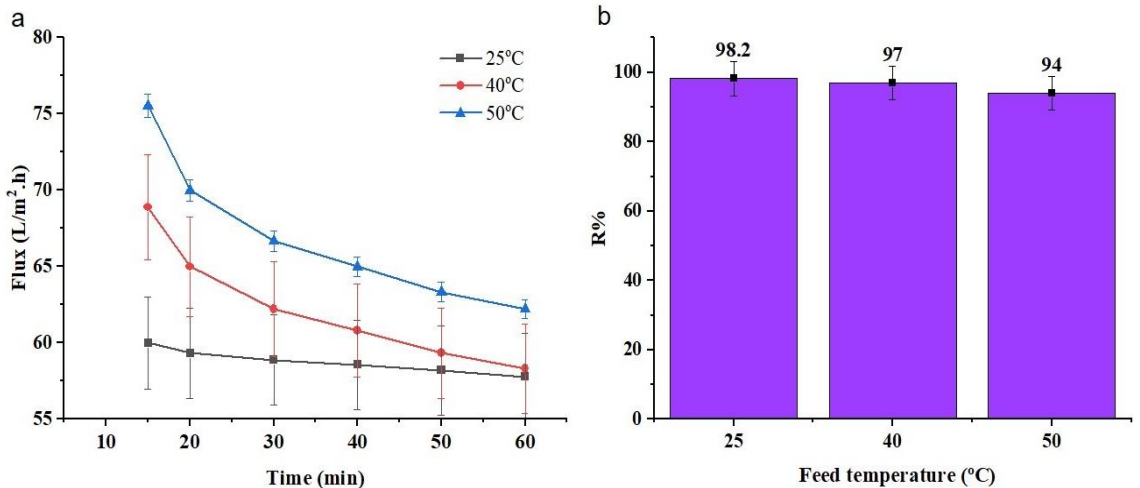 a
80
75
70
65
60
55
10 20 30 40 50 60
Flux (L/m².h)
Time (min)
25ºC
40ºC
50ºC
b
98.2 97 94
100
80
60
40
20
0
25 40 50
R%
Feed temperature (ºC)